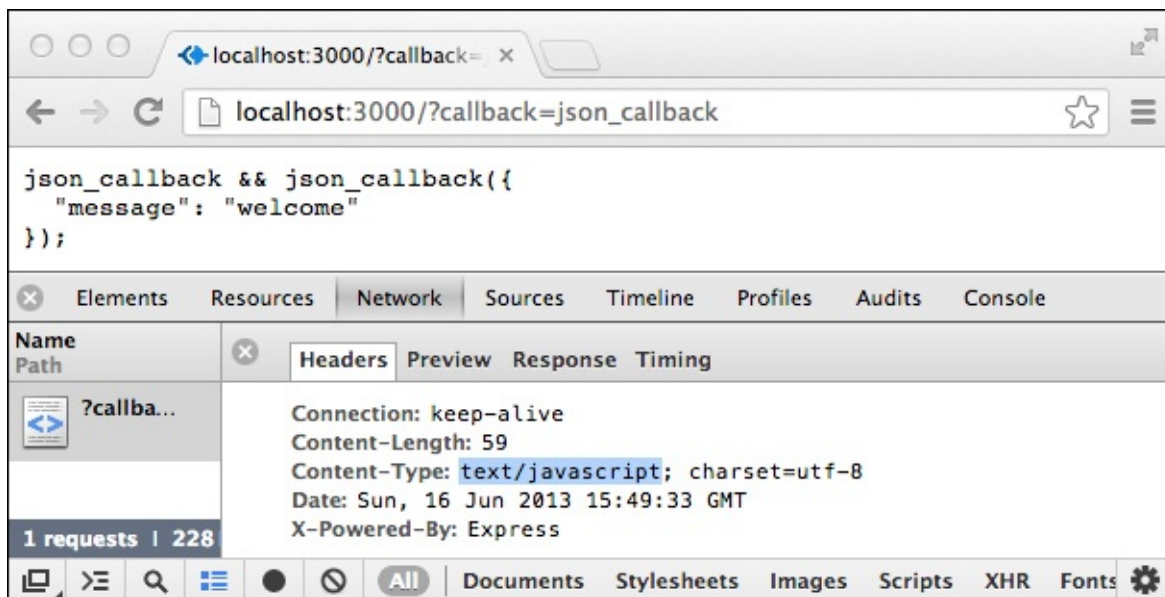 localhost:3000/?callback=
localhost:3000/?callback=json_callback
json_callback && json_callback({
  "message": "welcome"
});
Elements Resources Network Sources Timeline Profiles Audits Console
Name
Path
Headers Preview Response Timing
?callba...
Connection: keep-alive
Content-Length: 59
Content-Type: text/javascript; charset=utf-8
Date: Sun, 16 Jun 2013 15:49:33 GMT
X-Powered-By: Express
1 requests | 228
All Documents Stylesheets Images Scripts XHR Fonts